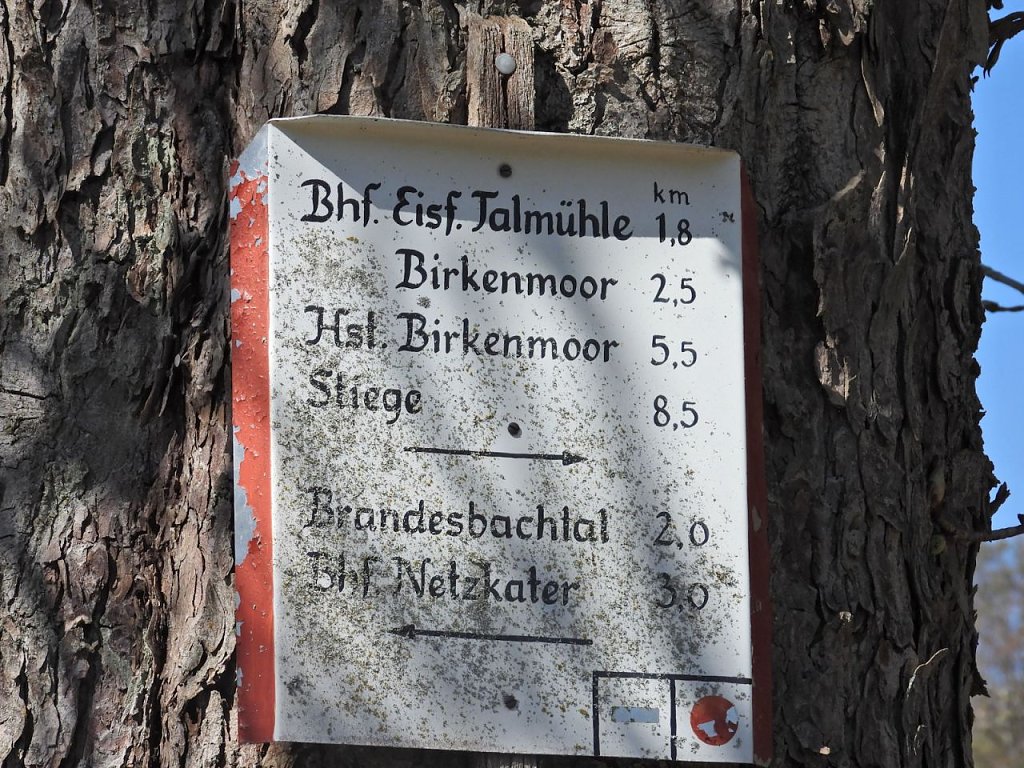 km
Bhf. Eisf. Talmühle 1,8
Birkenmoor 2,5
Hsl. Birkenmoor 5,5
Stiege 8,5
Brandesbachtal 2,0
Bhf. Netzkater 3,0